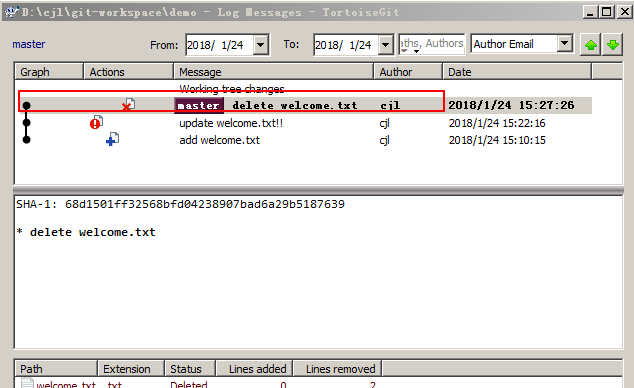 D:\cjl\git-workspace\demo - Log Messages - TortoiseGit
master From: 2018/ 1/24 To: 2018/ 1/24 ths, Authors Author Email
Graph Actions Message Author Date
Working tree changes
master delete welcome.txt cjl 2018/1/24 15:27:26
update welcome.txt!! cjl 2018/1/24 15:22:16
add welcome.txt cjl 2018/1/24 15:10:15
SHA-1: 68d1501ff32568bfd04238907bad6a29b5187639
* delete welcome.txt
Path Extension Status Lines added Lines removed
welcome.txt .txt Deleted 0 2